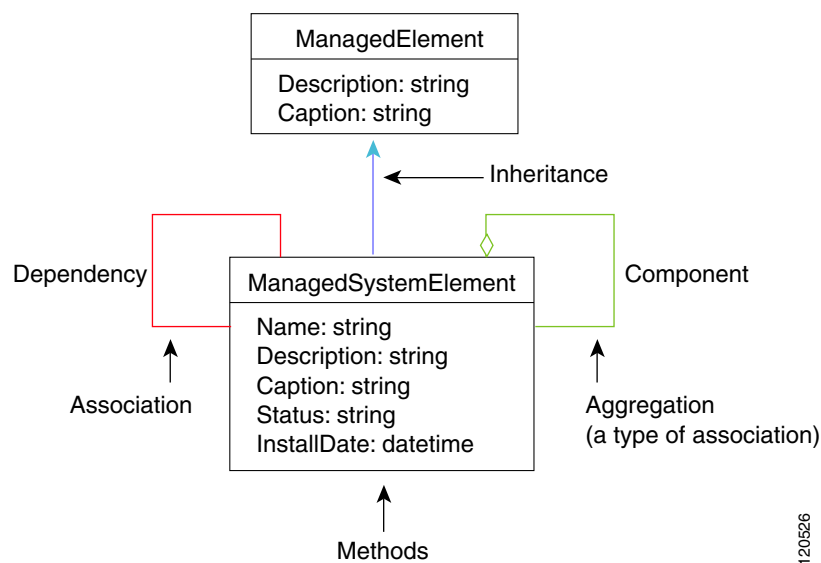 ManagedElement
Description: string
Caption: string
Inheritance
Dependency
ManagedSystemElement
Component
Name: string
Description: string
Caption: string
Status: string
InstallDate: datetime
Association
Aggregation
(a type of association)
Methods
120526